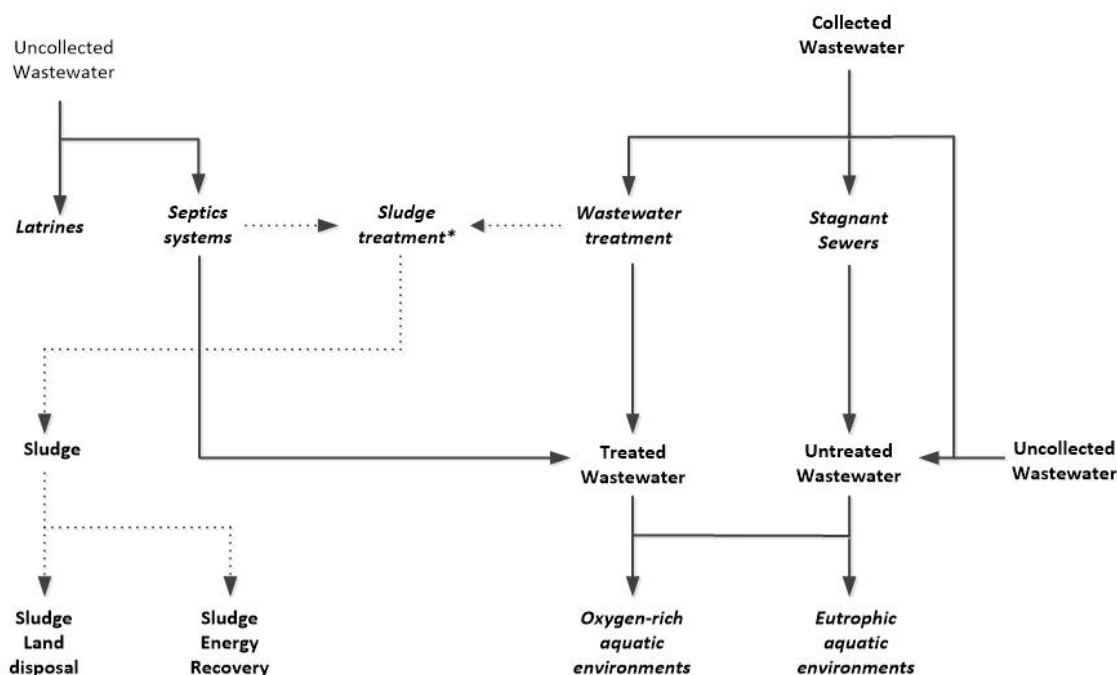 Collected
Wastewater
Uncollected
Wastewater
Latrines
Septics
systems
Sludge
treatment*
Wastewater
treatment
Stagnant
Sewers
Sludge
Treated
Wastewater
Untreated
Wastewater
Uncollected
Wastewater
Sludge
Land
disposal
Sludge
Energy
Recovery
Oxygen-rich
aquatic
environments
Eutrophic
aquatic
environments